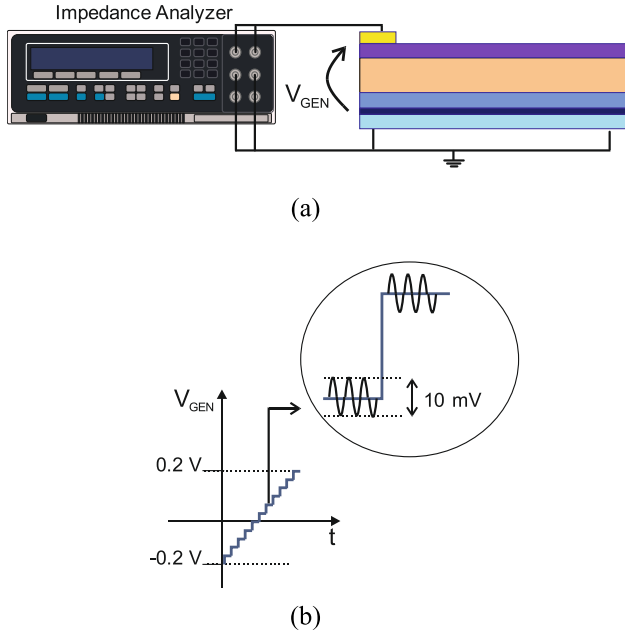 Impedance Analyzer
V_GEN
(a)
V_GEN
10 mV
0.2 V
t
-0.2 V
(b)